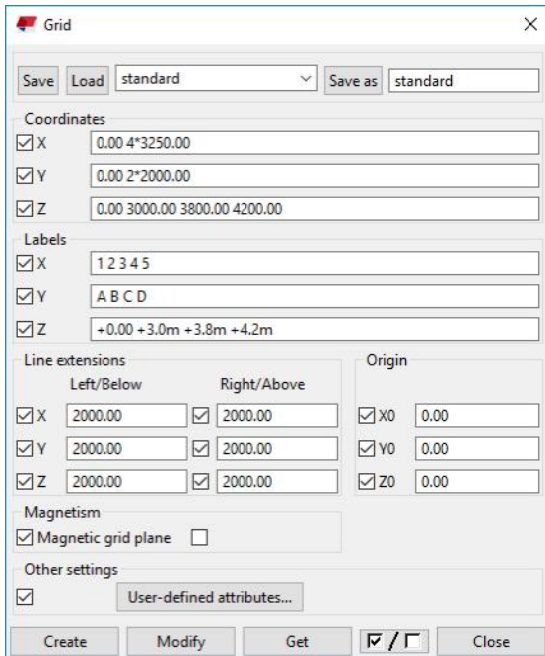 Grid
Save Load standard Save as standard
Coordinates
X 0.00 4*3250.00
Y 0.00 2*2000.00
Z 0.00 3000.00 3800.00 4200.00
Labels
X 1 2 3 4 5
Y A B C D
Z +0.00 +3.0m +3.8m +4.2m
Line extensions Origin
Left/Below Right/Above
X 2000.00 2000.00 X0 0.00
Y 2000.00 2000.00 Y0 0.00
Z 2000.00 2000.00 Z0 0.00
Magnetism
Magnetic grid plane
Other settings
User-defined attributes...
Create Modify Get / Close